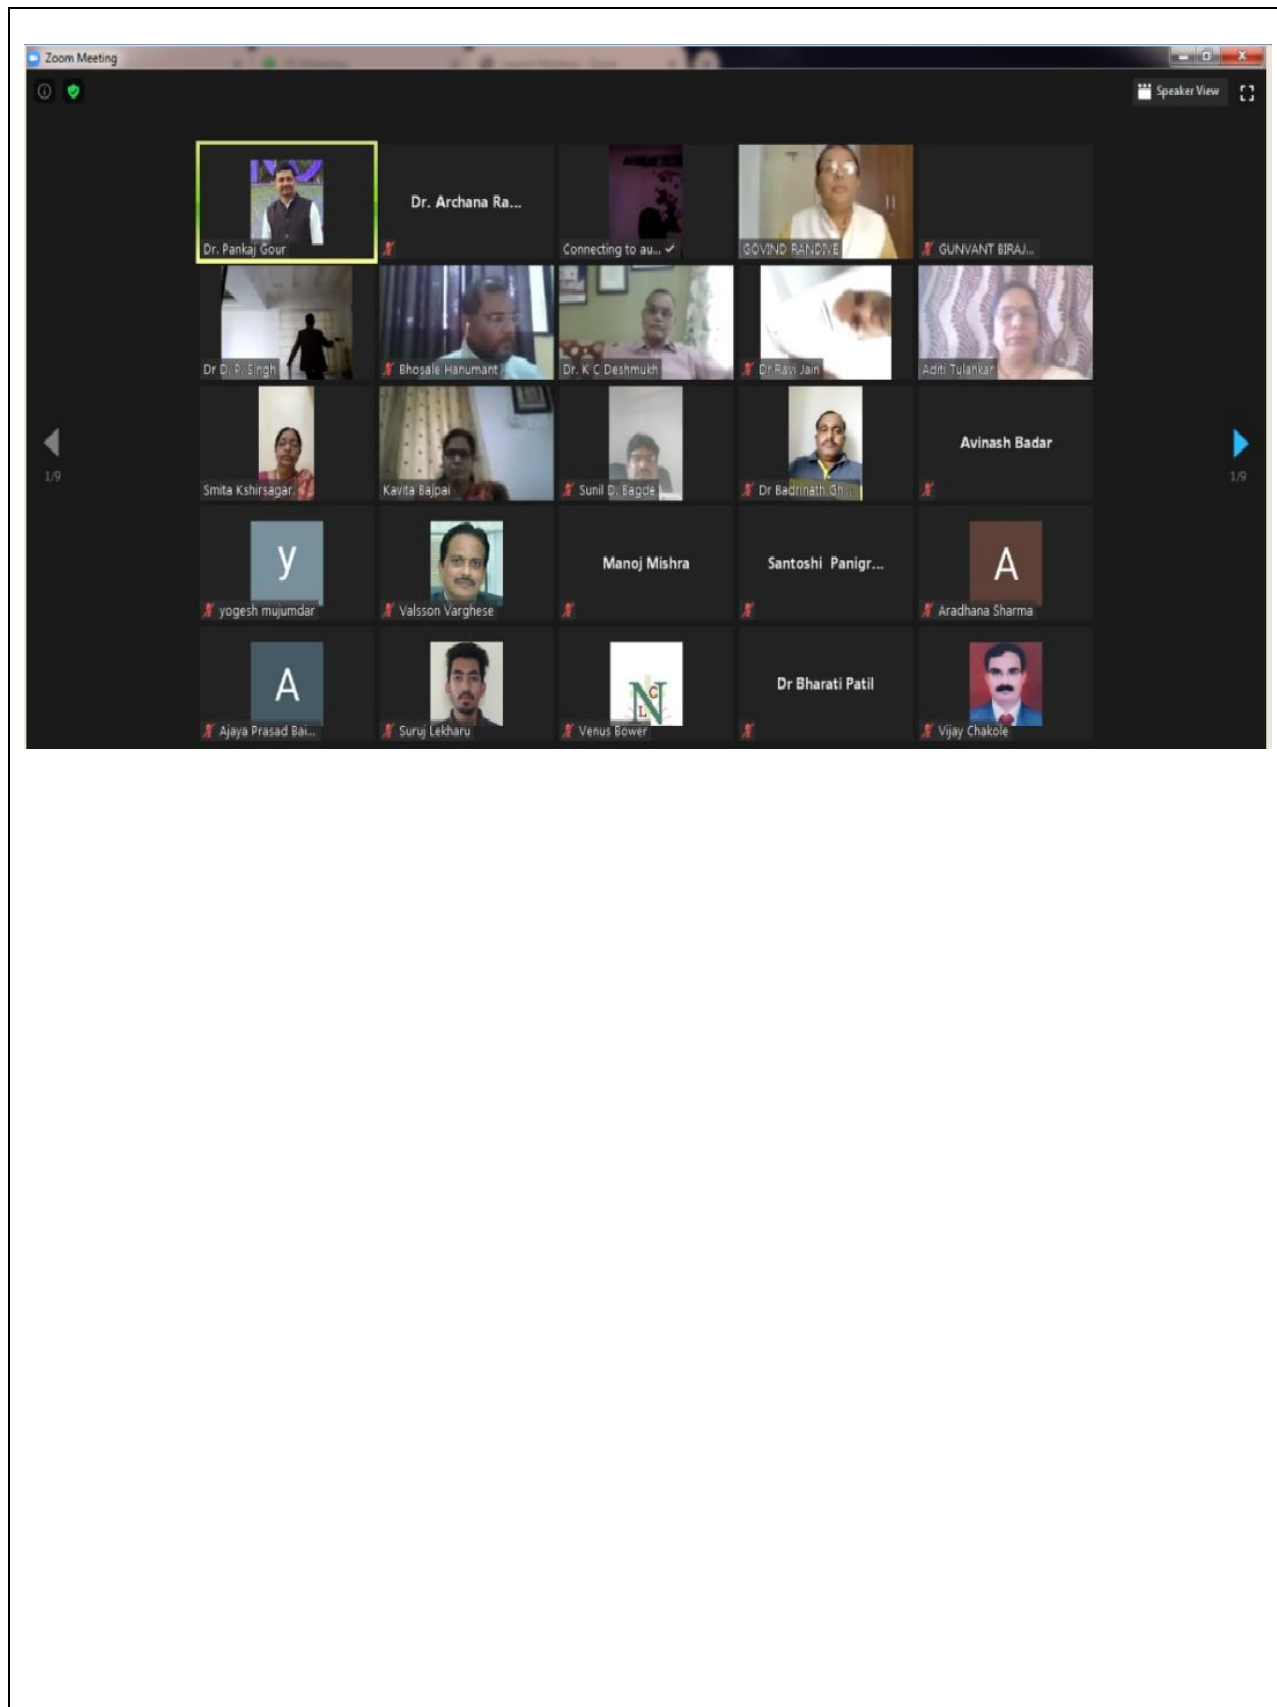 Zoom Meeting
Speaker View
Dr. Pankaj Gour
Dr. Archana Ra...
Connecting to au...
GOVIND RANDIVE
GUNVANT BIRAJ...
Dr D. P. Singh
Bhosale Hanumant
Dr. K C Deshmukh
Dr Ravi Jain
Aditi Tulankar
1/9
1/9
Smita Kshirsagar.
Kavita Bajpai
Sunil D. Bagde
Dr Badrinath Gh...
Avinash Badar
y
yogesh mujumdar
Valsson Varghese
Manoj Mishra
Santoshi Panigr...
A
Aradhana Sharma
A
Ajaya Prasad Bai...
Suruj Lekharu
N C L
Venus Bower
Dr Bharati Patil
Vijay Chakole